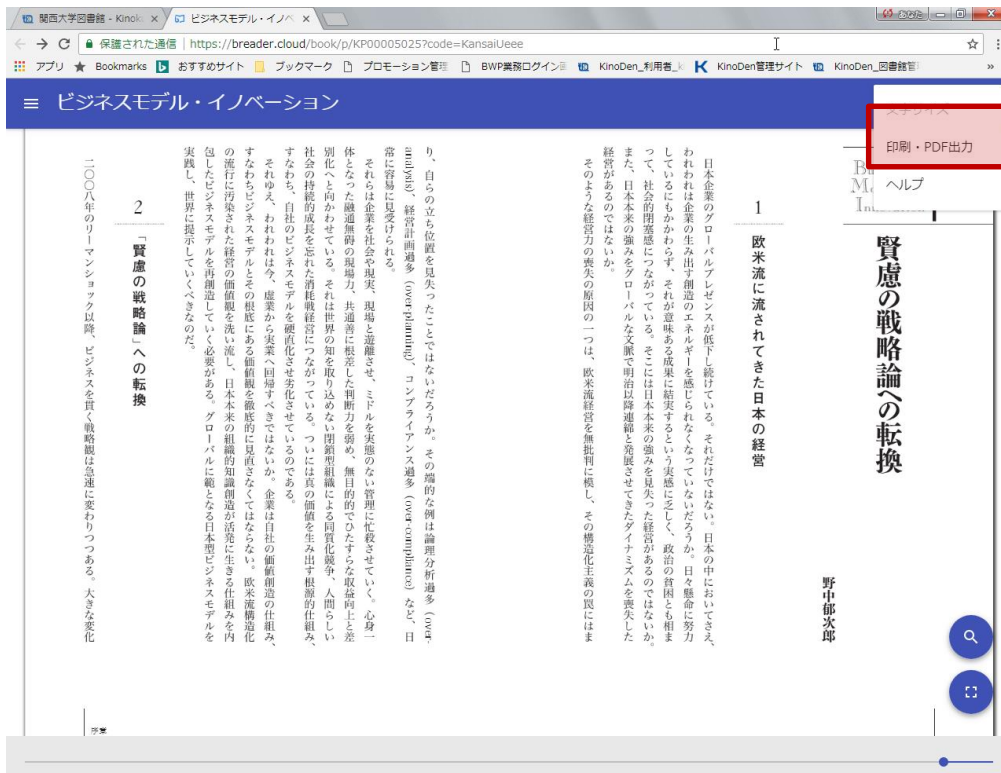 関西大学図書館 - Kinok
ビジネスモデル・イノベ
あなた
保護された通信
https://breader.cloud/book/p/KP00005025?code=KansaiUeee
アプリ
Bookmarks
おすすめサイト
ブックマーク
プロモーション管理
BWP業務ログイン
KinoDen_利用者_
KinoDen管理サイト
KinoDen_図書館管
»
ビジネスモデル・イノベーション
文字サイズ
印刷・PDF出力
ヘルプ
賢慮の戦略論への転換
野中郁次郎
1
欧米流に流されてきた日本の経営
日本企業のグローバルプレゼンスが低下し続けている。それだけではない。日本の中においてさえ、
われわれは企業の生み出す創造のエネルギーを感じられなくなっていないだろうか。日々懸命に努力
しているにもかかわらず、それが意味ある成果に結実するという実感に乏しく、政治の貧困とも相ま
って、社会的閉塞感につながっている。そこには日本本来の強みを見失った経営があるのではないか。
また、日本本来の強みをグローバルな文脈で明治以降連綿と発展させてきたダイナミズムを喪失した
経営があるのではないか。
そのような経営力の喪失の原因の一つは、欧米流経営を無批判に模し、その構造化主義の罠にはま
り、自らの立ち位置を見失ったことではないだろうか。その端的な例は論理分析過多（over-
analysis）、経営計画過多（over-planning）、コンプライアンス過多（over-compliance）など、日
常に容易に見受けられる。
それらは企業を社会や現実、現場と遊離させ、ミドルを実態のない管理に忙殺させていく。心身一
体となった融通無碍の現場力、共通善に根差した判断力を弱め、無目的的でひたすらな収益向上と差
別化へと向かわせている。それは世界の知を取り込めない閉鎖型組織による同質化競争、人間らしい
社会の持続的成長を忘れた消耗戦経営につながっている。ついには真の価値を生み出す根源的仕組み、
すなわち、自社のビジネスモデルを硬直化させ劣化させているのである。
それゆえ、われわれは今、虚業から実業へ回帰すべきではないか。企業は自社の価値創造の仕組み、
すなわちビジネスモデルとその根底にある価値観を徹底的に見直さなくてはならない。欧米流構造化
の流行に汚染された経営の価値観を洗い流し、日本本来の組織的知識創造が活発に生きる仕組みを内
包したビジネスモデルを再創造していく必要がある。グローバルに範となる日本型ビジネスモデルを
実践し、世界に提示していくべきなのだ。
2
「賢慮の戦略論」への転換
二〇〇八年のリーマンショック以降、ビジネスを貫く戦略観は急速に変わりつつある。大きな変化